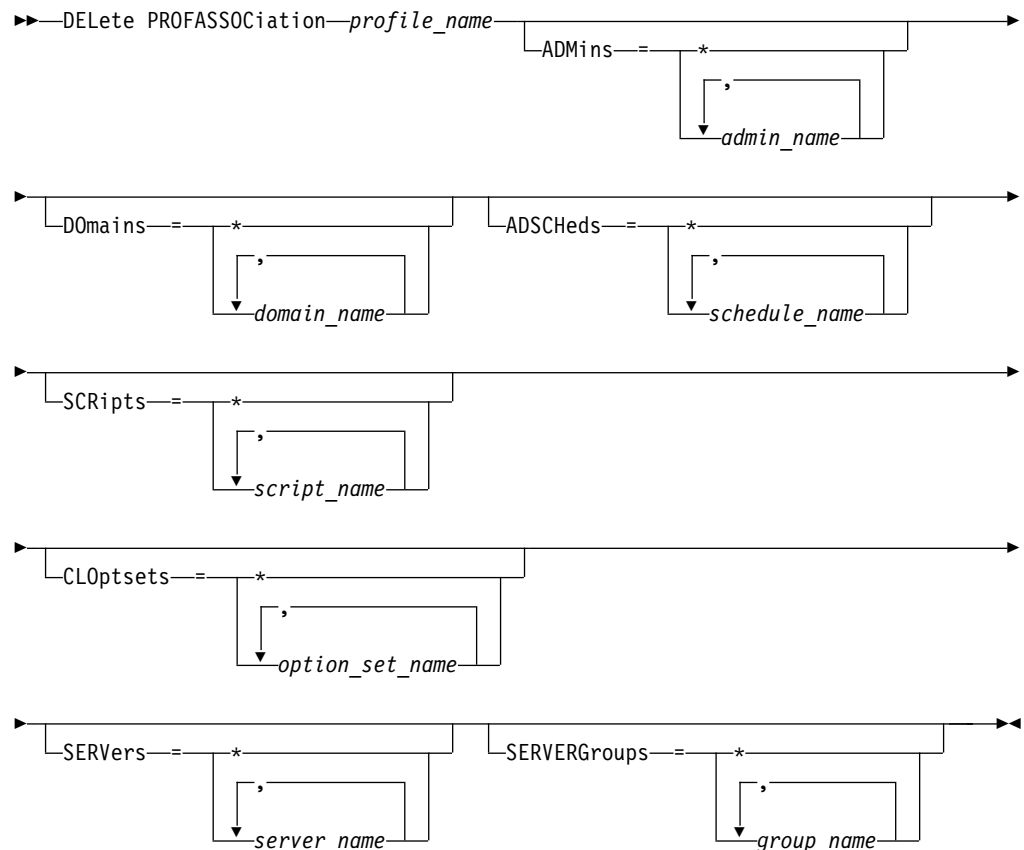 DELete PROFASSOCiation profile_name
ADMins = *
,
admin_name
DOmains = * ADSCHeds = *
, ,
domain_name schedule_name
SCRipts = *
,
script_name
CLOptsets = *
,
option_set_name
SERVers = * SERVERGroups = *
, ,
server_name group_name